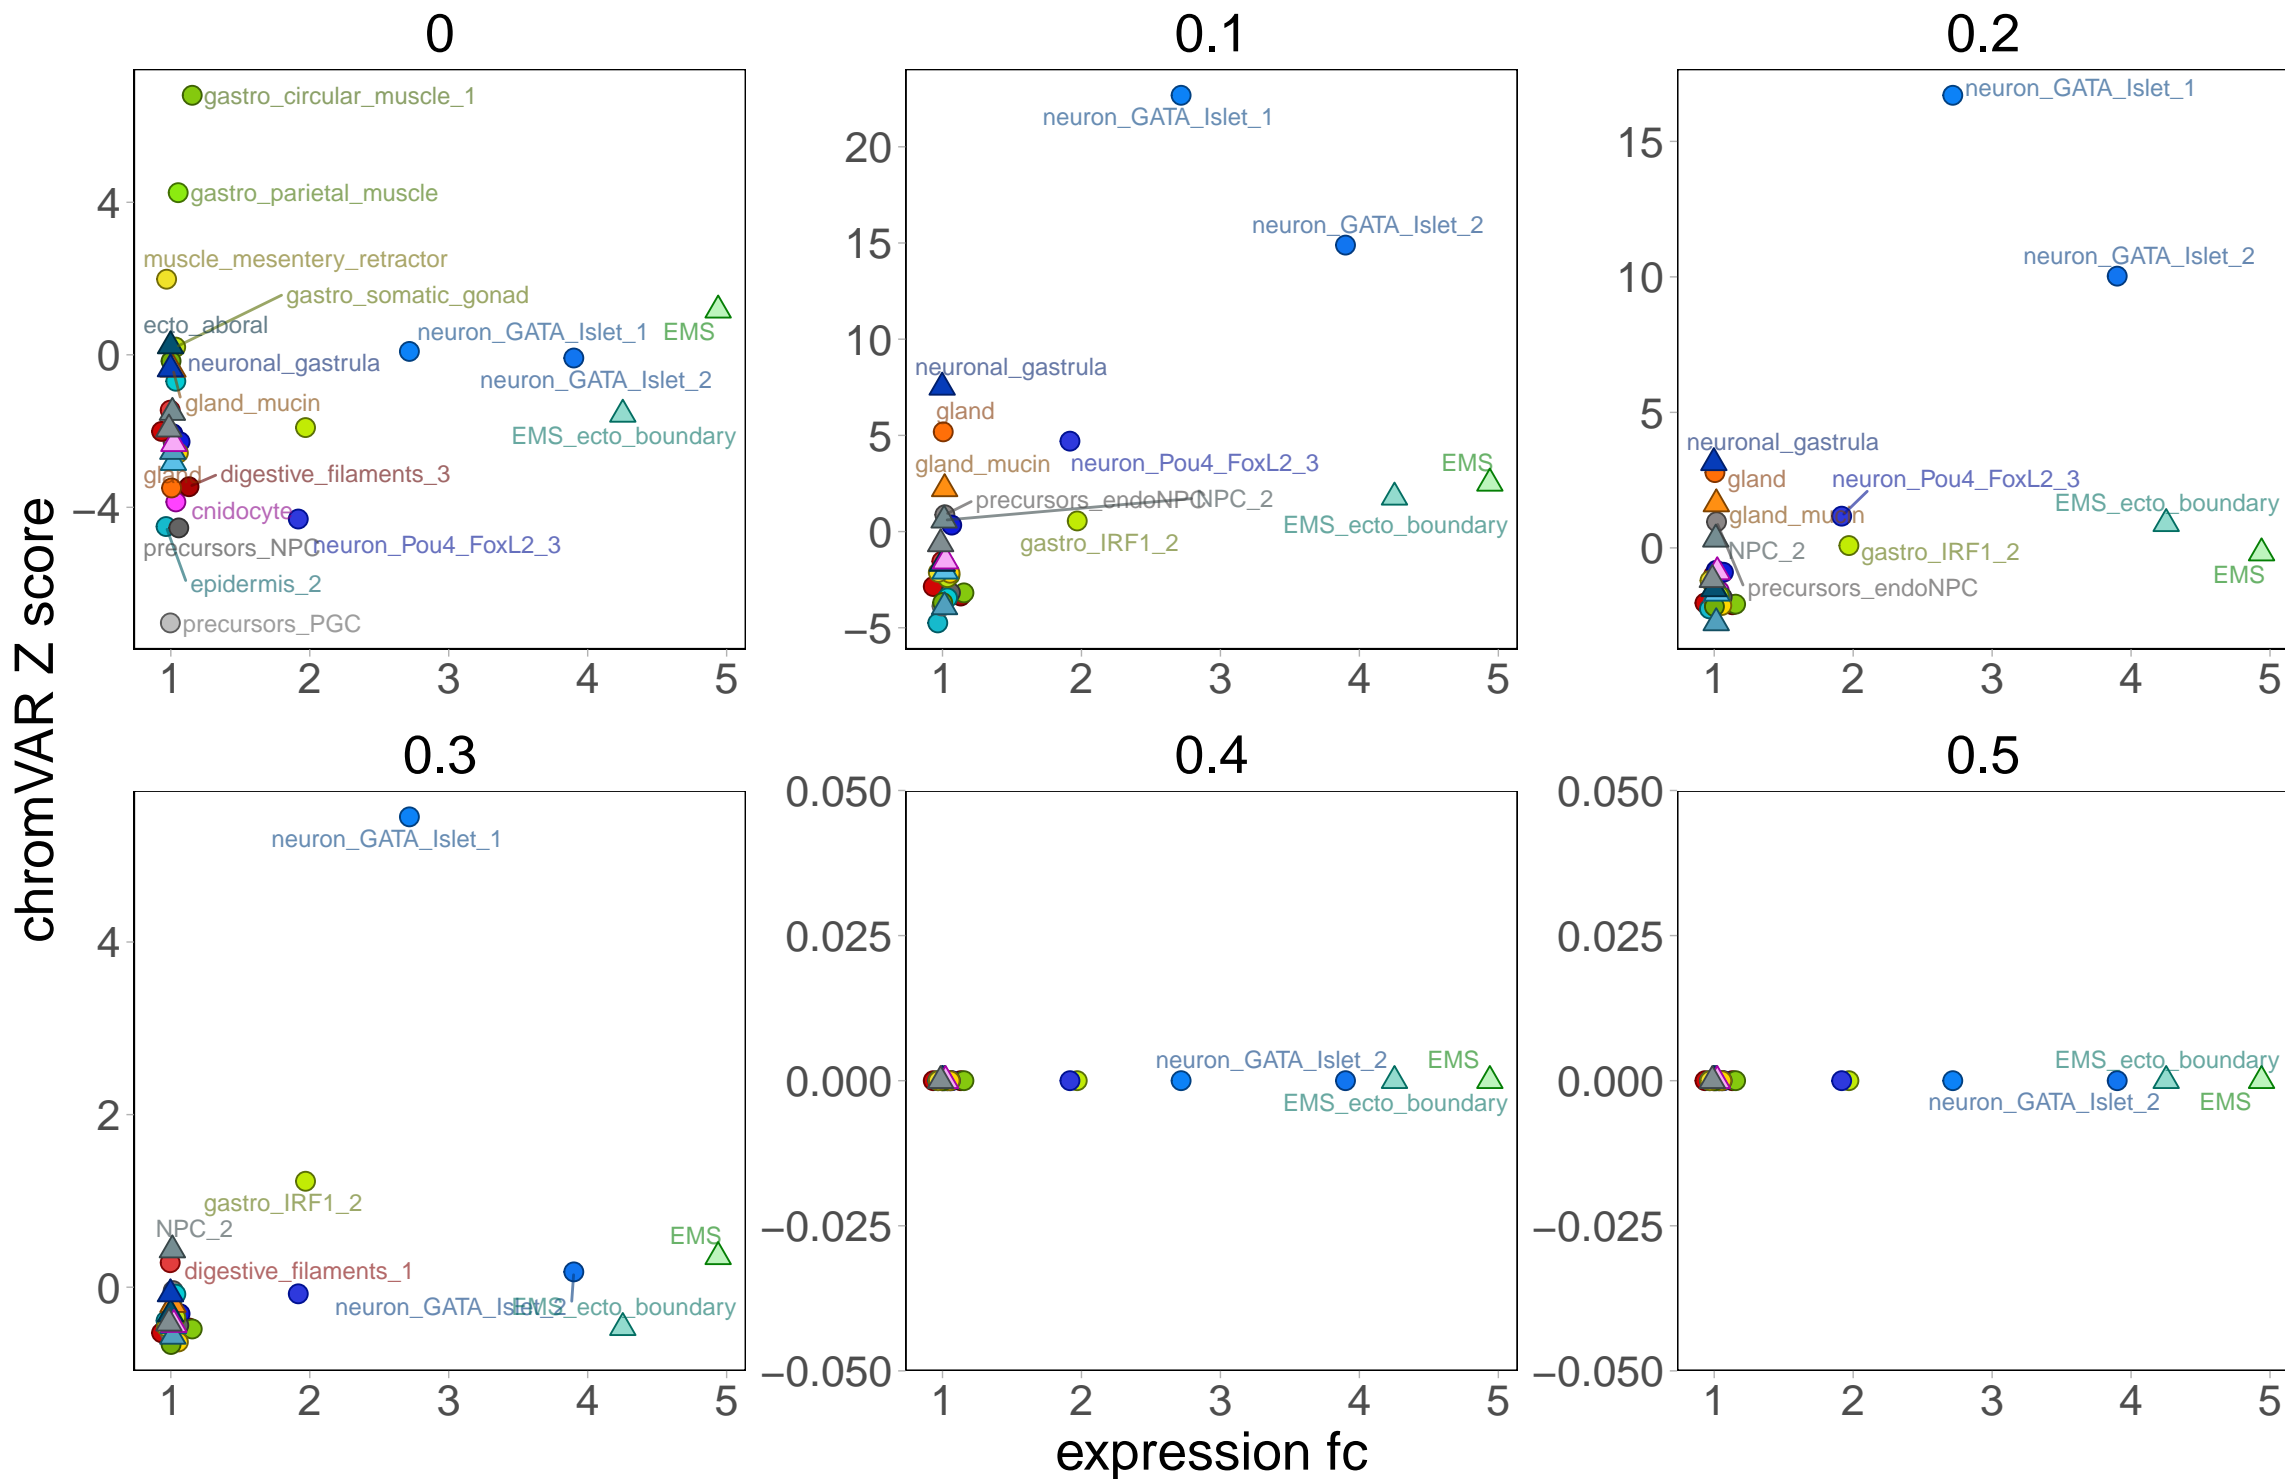 0
0.1
0.2
gastro_circular_muscle_1
gastro_parietal_muscle
muscle_mesentery_retractor
gastro_somatic_gonad
ecto_aboral
neuron_GATA_Islet_1
EMS
neuronal_gastrula
neuron_GATA_Islet_2
gland_mucin
EMS_ecto_boundary
gland
digestive_filaments_3
cnidocyte
precursors_NPC
neuron_Pou4_FoxL2_3
epidermis_2
precursors_PGC
4
0
−4
1
2
3
4
5
neuron_GATA_Islet_1
neuron_GATA_Islet_2
neuronal_gastrula
gland
gland_mucin
neuron_Pou4_FoxL2_3
EMS
precursors_endoNPC
NPC_2
EMS_ecto_boundary
gastro_IRF1_2
20
15
10
5
0
−5
1
2
3
4
5
neuron_GATA_Islet_1
neuron_GATA_Islet_2
neuronal_gastrula
gland
neuron_Pou4_FoxL2_3
EMS_ecto_boundary
gland_mucin
NPC_2
gastro_IRF1_2
EMS
precursors_endoNPC
15
10
5
0
1
2
3
4
5
chromVAR Z score
0.3
0.4
0.5
neuron_GATA_Islet_1
gastro_IRF1_2
NPC_2
EMS
digestive_filaments_1
neuron_GATA_Islet_2
EMS_ecto_boundary
4
2
0
1
2
3
4
5
0.050
0.025
0.000
−0.025
−0.050
neuron_GATA_Islet_2
EMS
EMS_ecto_boundary
1
2
3
4
5
0.050
0.025
0.000
−0.025
−0.050
EMS_ecto_boundary
neuron_GATA_Islet_2
EMS
1
2
3
4
5
expression fc